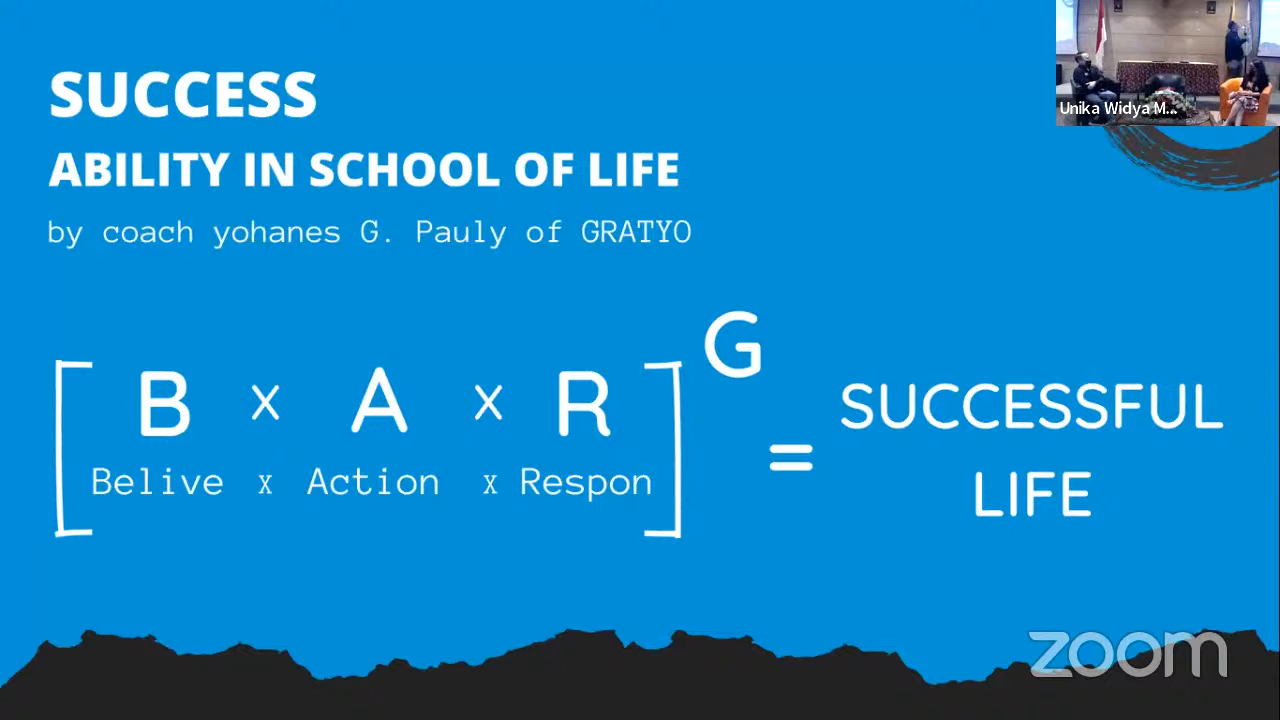 SUCCESS
ABILITY IN SCHOOL OF LIFE
by coach yohanes G. Pauly of GRATYO
[ B x A x R ] G
Belive x Action x Respon
=
SUCCESSFUL
LIFE
Unika Widya M...
zoom